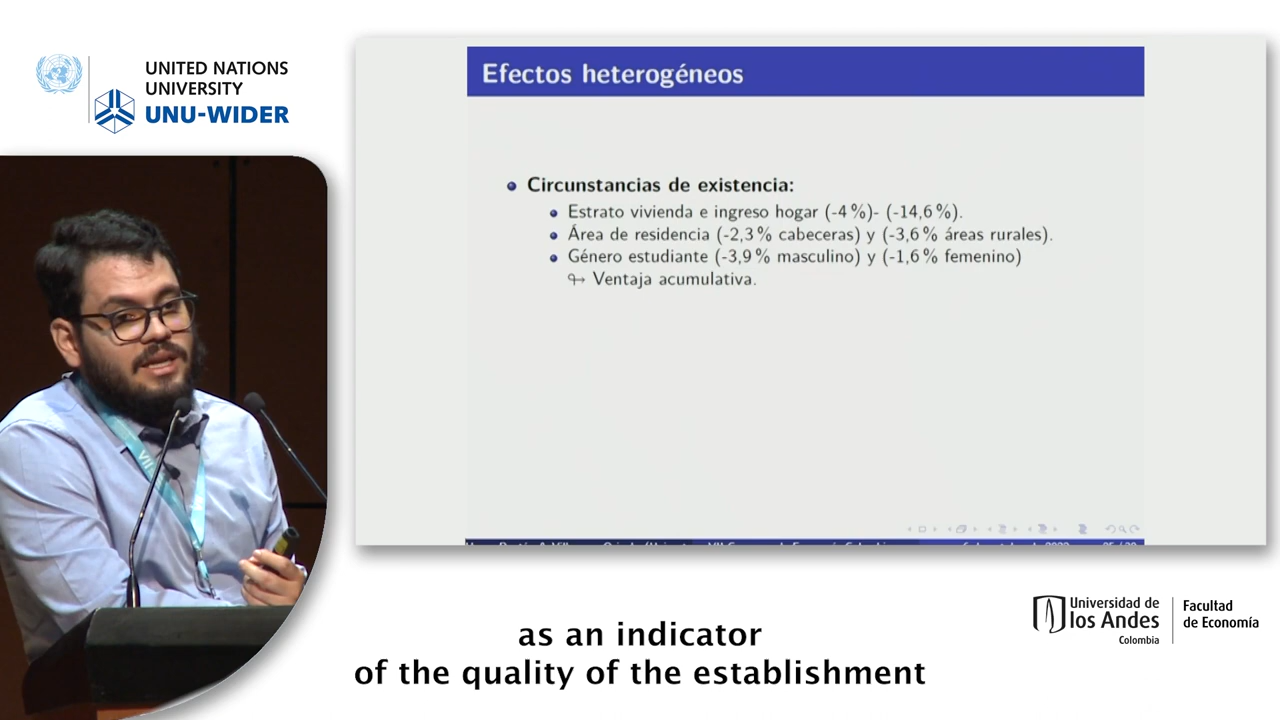 UNITED NATIONS
UNIVERSITY
UNU-WIDER
Efectos heterogéneos
Circunstancias de existencia:
Estrato vivienda e ingreso hogar (-4 %)- (-14,6 %).
Área de residencia (-2,3 % cabeceras) y (-3,6 % áreas rurales).
Género estudiante (-3,9 % masculino) y (-1,6 % femenino)
↬ Ventaja acumulativa.
VII
Universidad de
los Andes
Colombia
Facultad
de Economía
as an indicator
of the quality of the establishment